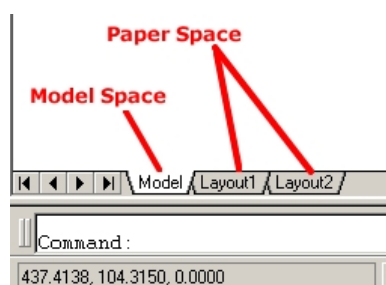 Paper Space
Model Space
Model Layout1 Layout2
Command:
437.4138, 104.3150, 0.0000